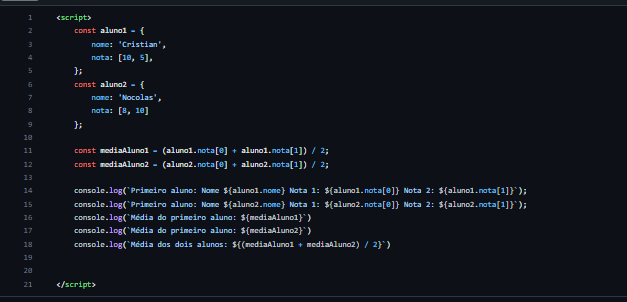 1 <script>
2 const aluno1 = {
3 nome: 'Cristian',
4 nota: [10, 5],
5 };
6 const aluno2 = {
7 nome: 'Nocolas',
8 nota: [8, 10]
9 };
10
11 const mediaAluno1 = (aluno1.nota[0] + aluno1.nota[1]) / 2;
12 const mediaAluno2 = (aluno2.nota[0] + aluno2.nota[1]) / 2;
13
14 console.log(`Primeiro aluno: Nome ${aluno1.nome} Nota 1: ${aluno1.nota[0]} Nota 2: ${aluno1.nota[1]}`);
15 console.log(`Primeiro aluno: Nome ${aluno2.nome} Nota 1: ${aluno2.nota[0]} Nota 2: ${aluno2.nota[1]}`);
16 console.log(`Média do primeiro aluno: ${mediaAluno1}`)
17 console.log(`Média do primeiro aluno: ${mediaAluno2}`)
18 console.log(`Média dos dois alunos: ${(mediaAluno1 + mediaAluno2) / 2}`)
19
20
21 </script>